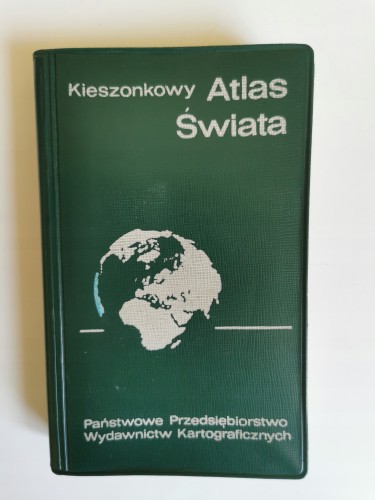 Kieszonkowy Atlas
Świata
Państwowe Przedsiębiorstwo
Wydawnictw Kartograficznych